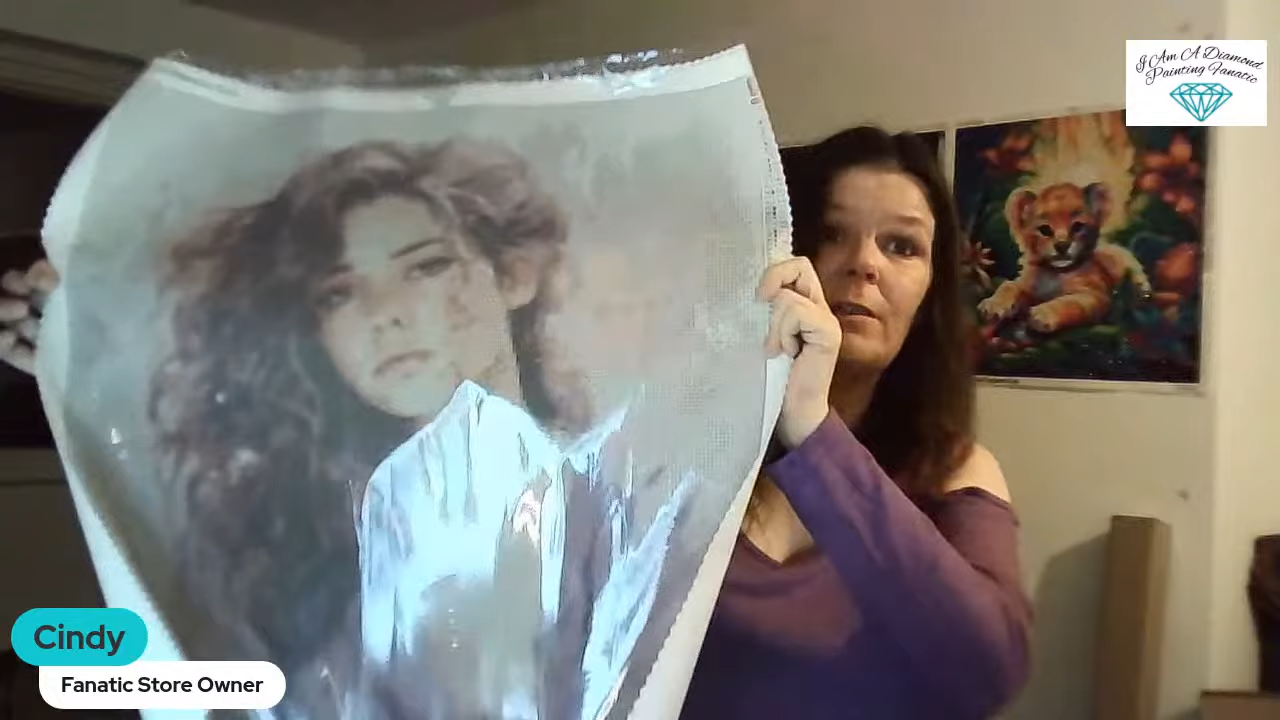 I Am A Diamond
Painting Fanatic
Cindy
Fanatic Store Owner